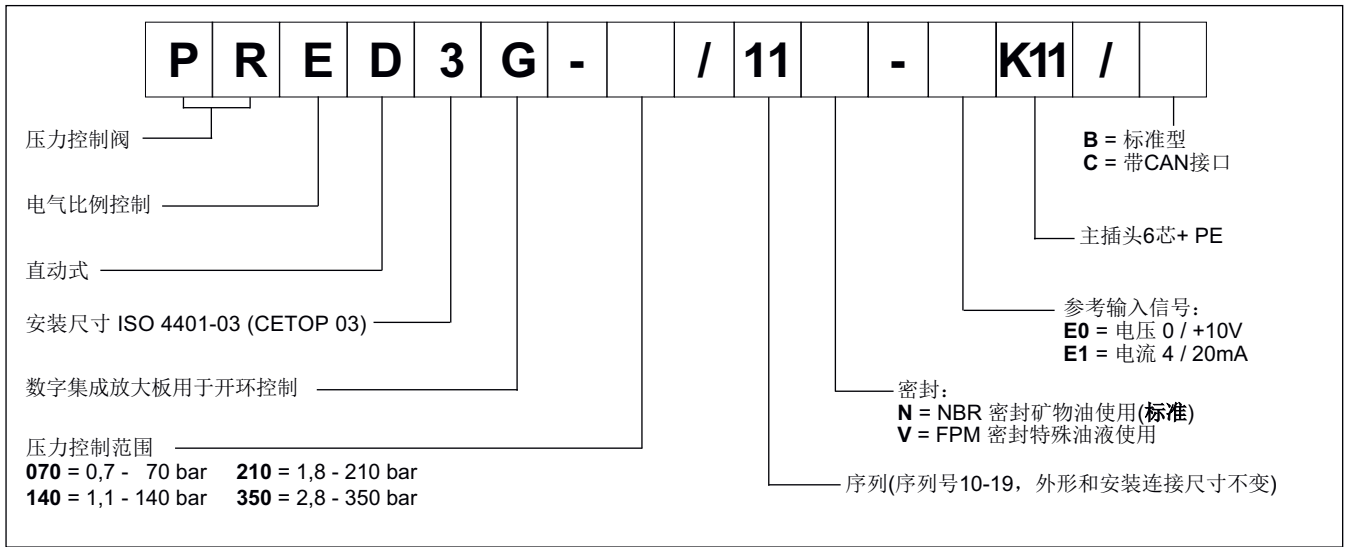 P R E D 3 G - / 11 - K11 /
压力控制阀
电气比例控制
直动式
安装尺寸 ISO 4401-03 (CETOP 03)
数字集成放大板用于开环控制
压力控制范围
070 = 0,7 - 70 bar 210 = 1,8 - 210 bar
140 = 1,1 - 140 bar 350 = 2,8 - 350 bar
B = 标准型
C = 带CAN接口
主插头6芯+ PE
参考输入信号：
E0 = 电压 0 / +10V
E1 = 电流 4 / 20mA
密封：
N = NBR 密封矿物油使用(标准)
V = FPM 密封特殊油液使用
序列(序列号10-19，外形和安装连接尺寸不变)